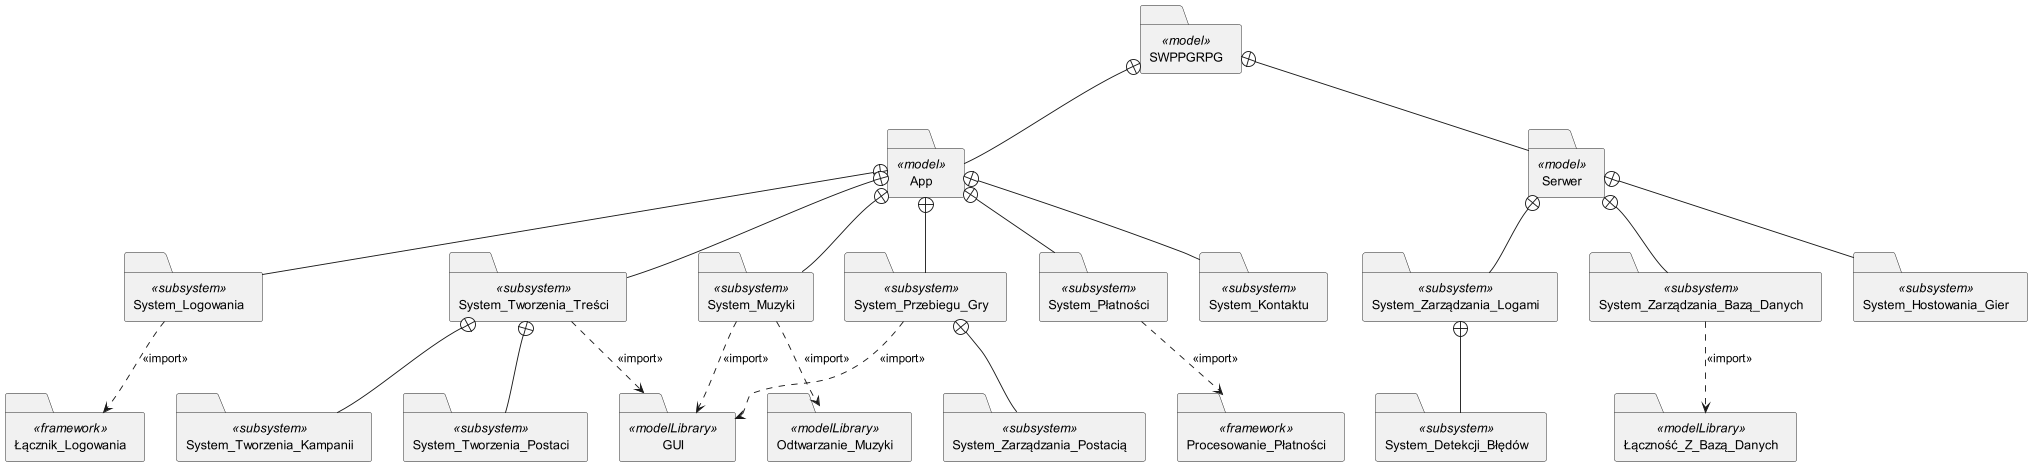 «model»
SWPPGRPG
«model»
App
«model»
Serwer
«subsystem»
System_Logowania
«subsystem»
System_Tworzenia_Treści
«subsystem»
System_Muzyki
«subsystem»
System_Przebiegu_Gry
«subsystem»
System_Płatności
«subsystem»
System_Kontaktu
«subsystem»
System_Zarządzania_Logami
«subsystem»
System_Zarządzania_Bazą_Danych
«subsystem»
System_Hostowania_Gier
«import»
«import»
«import»
«import»
«import»
«import»
«import»
«framework»
Łącznik_Logowania
«subsystem»
System_Tworzenia_Kampanii
«subsystem»
System_Tworzenia_Postaci
«modelLibrary»
GUI
«modelLibrary»
Odtwarzanie_Muzyki
«subsystem»
System_Zarządzania_Postacią
«framework»
Procesowanie_Płatności
«subsystem»
System_Detekcji_Błędów
«modelLibrary»
Łączność_Z_Bazą_Danych